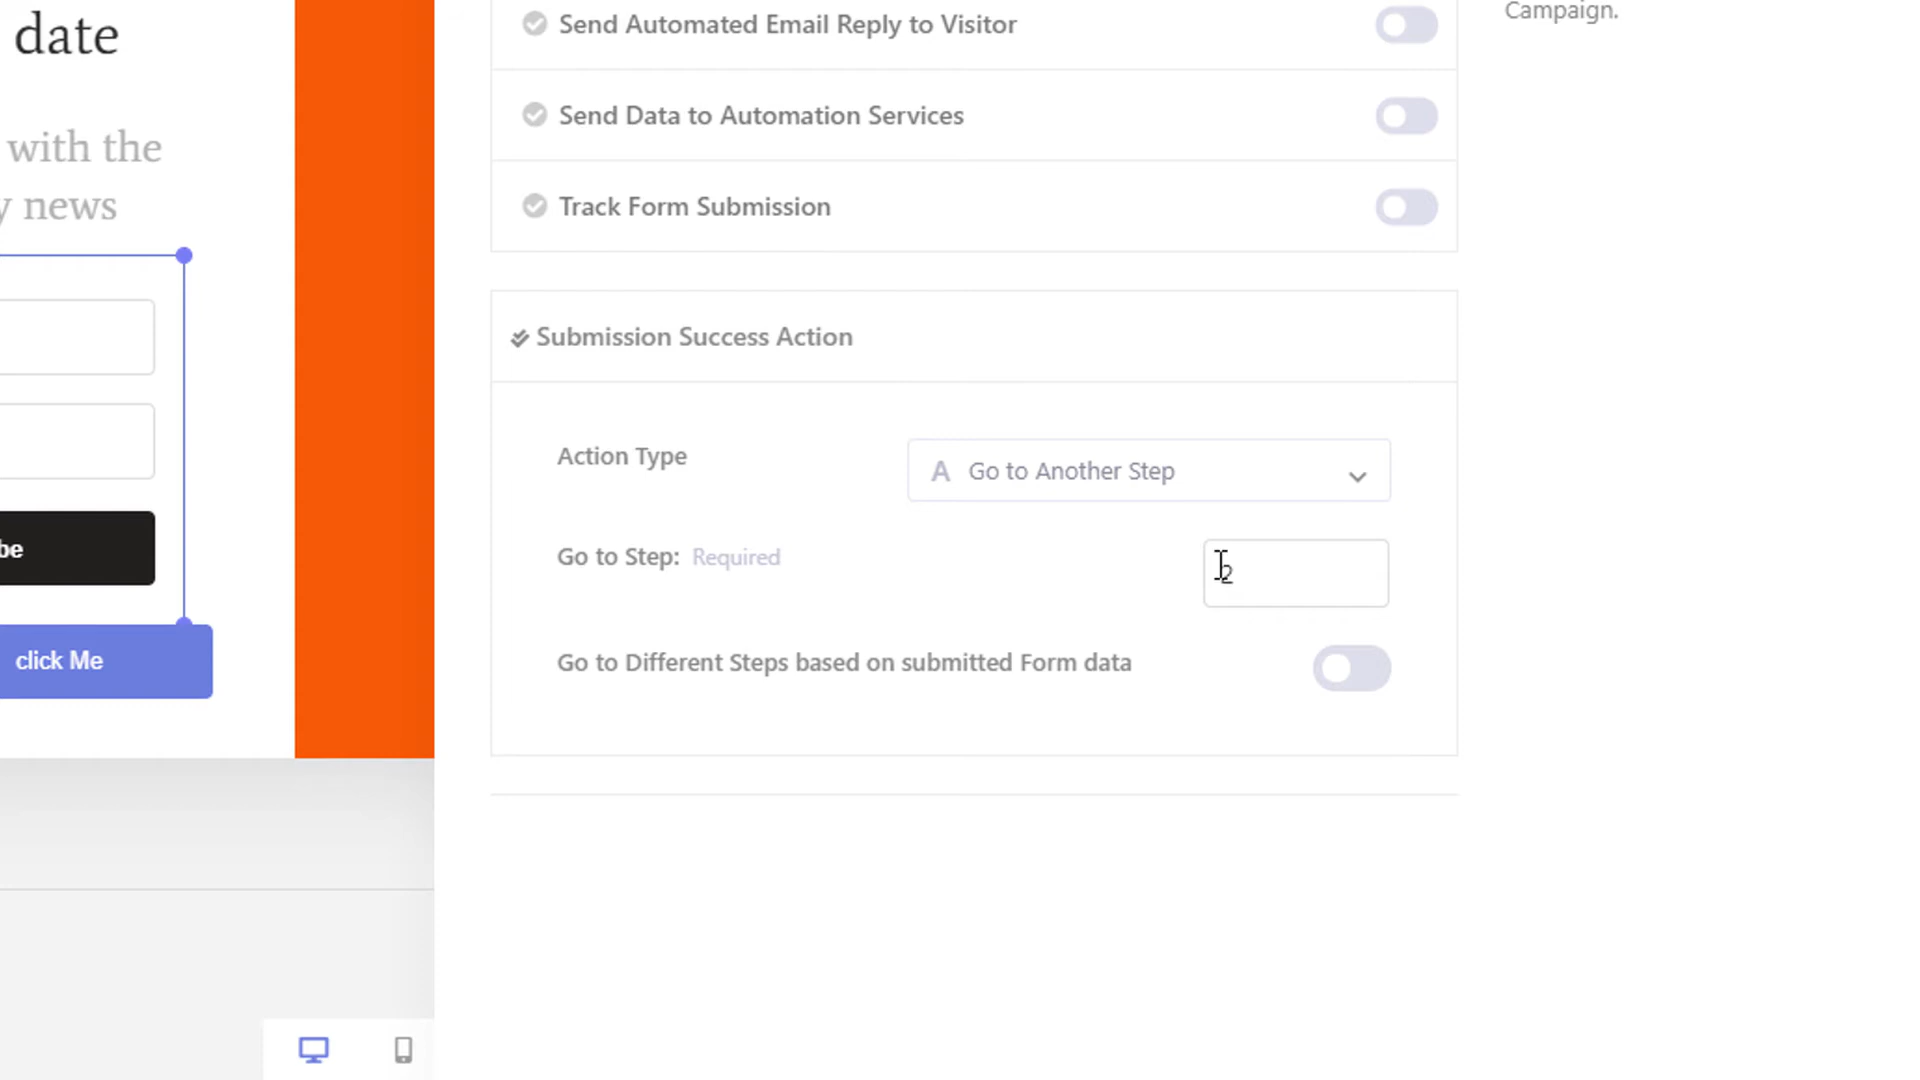 date
with the
y news
be
click Me
Send Automated Email Reply to Visitor
Send Data to Automation Services
Track Form Submission
Submission Success Action
Action Type
A Go to Another Step
Go to Step: Required
2
Go to Different Steps based on submitted Form data
Campaign.